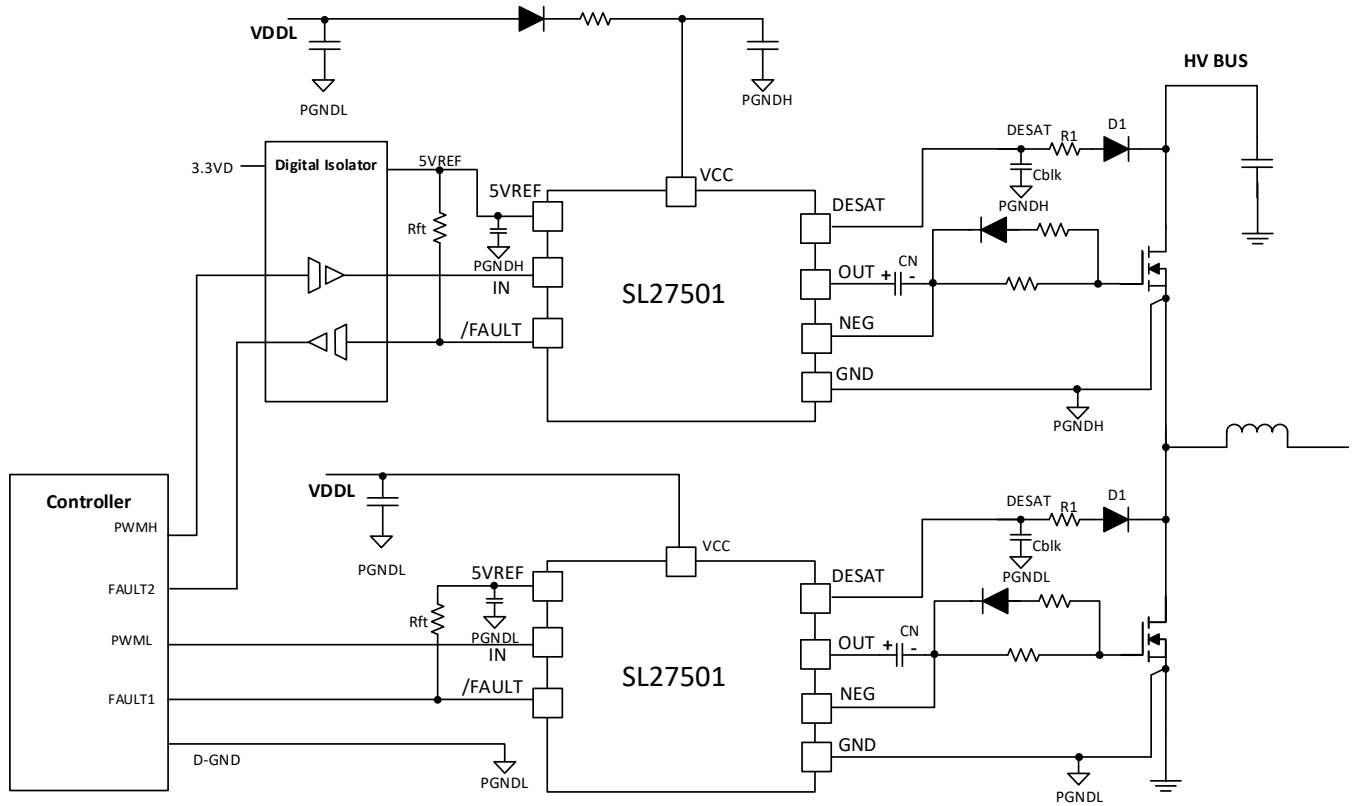 VDDL
PGNDL
PGNDH
HV BUS
DESAT
R1
D1
Cblk
PGNDH
3.3VD
Digital Isolator
5VREF
Rft
5VREF
PGNDH
IN
/FAULT
VCC
SL27501
DESAT
OUT
+
CN
-
NEG
GND
PGNDH
Controller
PWMH
FAULT2
PWML
FAULT1
D-GND
PGNDL
VDDL
PGNDL
5VREF
Rft
PGNDL
IN
/FAULT
VCC
SL27501
DESAT
OUT
+
CN
-
NEG
GND
PGNDL
DESAT
R1
D1
Cblk
PGNDL